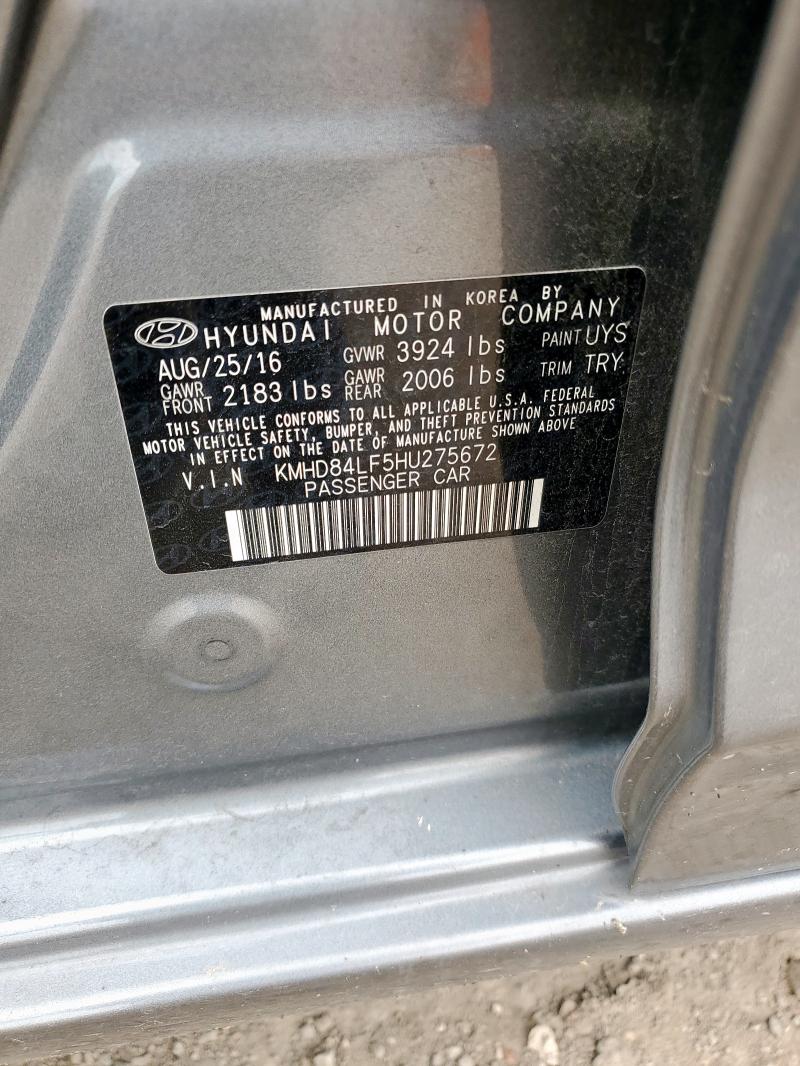 MANUFACTURED IN KOREA BY
HYUNDAI MOTOR COMPANY
AUG/25/16 GVWR 3924 lbs PAINT UYS
GAWR FRONT 2183 lbs GAWR REAR 2006 lbs TRIM TRY
THIS VEHICLE CONFORMS TO ALL APPLICABLE U.S.A. FEDERAL
MOTOR VEHICLE SAFETY, BUMPER, AND THEFT PREVENTION STANDARDS
IN EFFECT ON THE DATE OF MANUFACTURE SHOWN ABOVE
V.I.N KMHD84LF5HU275672
PASSENGER CAR